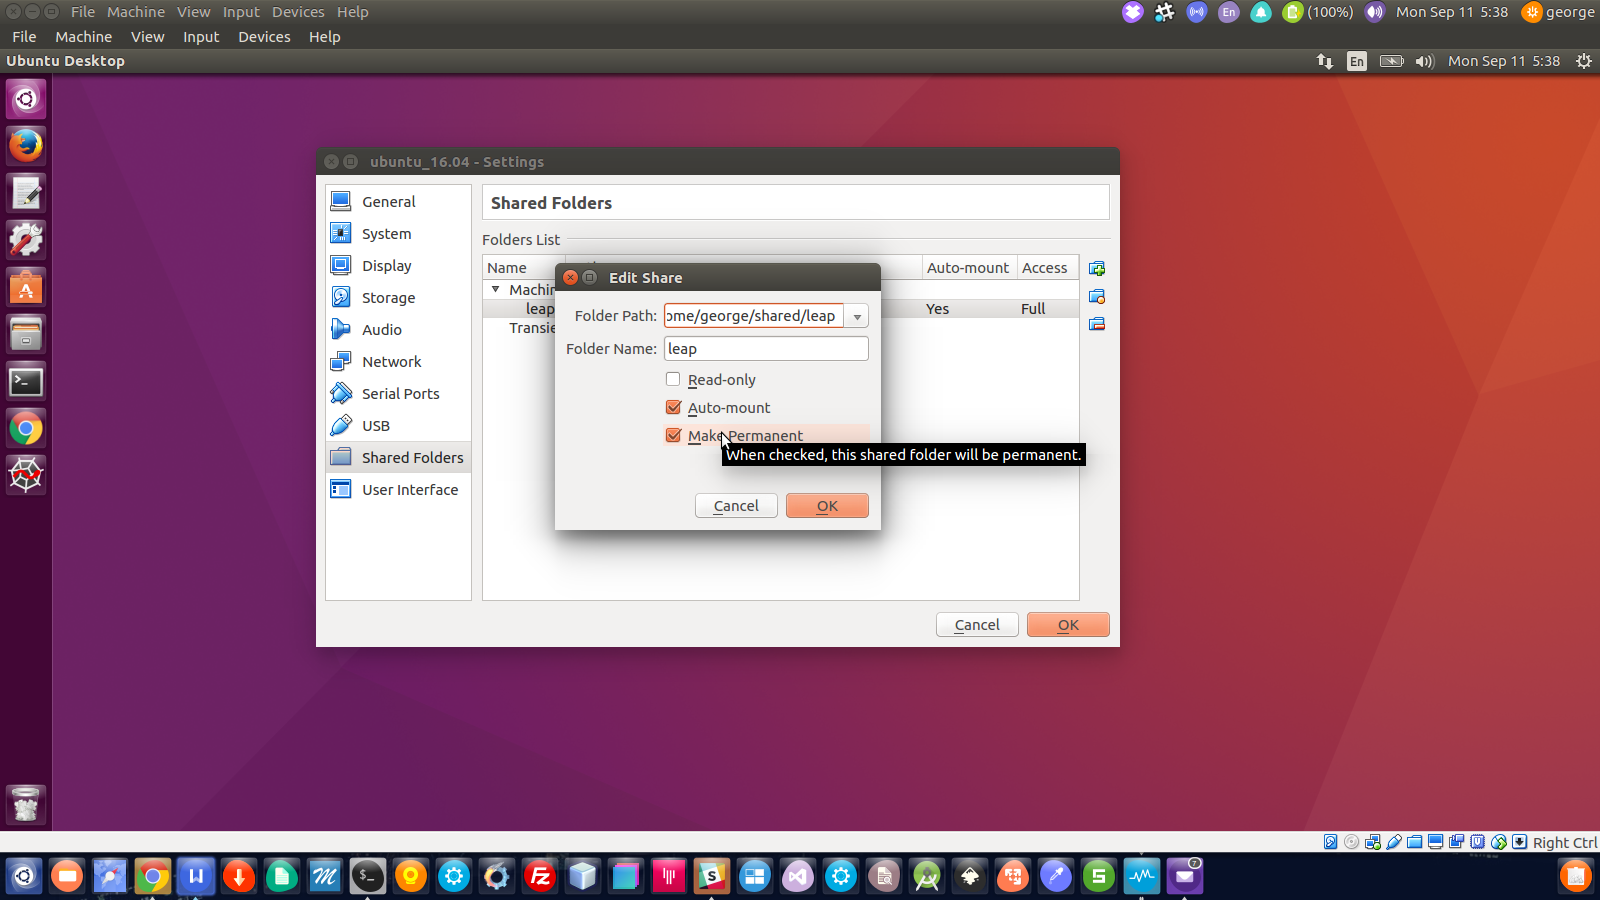 File Machine View Input Devices Help En (100%) Mon Sep 11 5:38 george
File Machine View Input Devices Help
Ubuntu Desktop En Mon Sep 11 5:38
ubuntu_16.04 - Settings
General
System
Display
Storage
Audio
Network
Serial Ports
USB
Shared Folders
User Interface
Shared Folders
Folders List
Name Auto-mount Access
Machin
leap Yes Full
Transie
Edit Share
Folder Path: ome/george/shared/leap
Folder Name: leap
Read-only
Auto-mount
Make Permanent
When checked, this shared folder will be permanent.
Cancel OK
Cancel OK
Right Ctrl